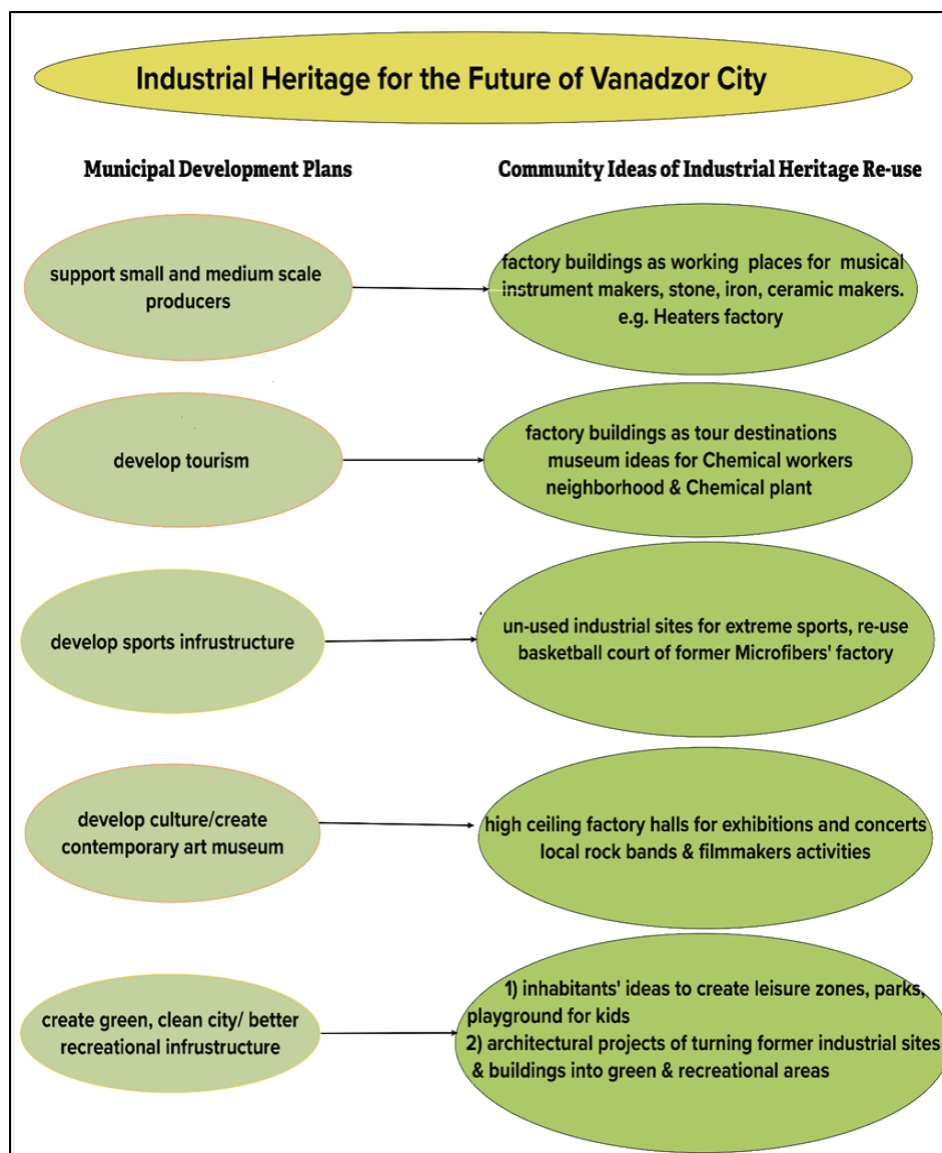 Industrial Heritage for the Future of Vanadzor City
Municipal Development Plans
Community Ideas of Industrial Heritage Re-use
support small and medium scale
producers
factory buildings as working places for musical
instrument makers, stone, iron, ceramic makers.
e.g. Heaters factory
develop tourism
factory buildings as tour destinations
museum ideas for Chemical workers
neighborhood & Chemical plant
develop sports infrustructure
un-used industrial sites for extreme sports, re-use
basketball court of former Microfibers' factory
develop culture/create
contemporary art museum
high ceiling factory halls for exhibitions and concerts
local rock bands & filmmakers activities
create green, clean city/ better
recreational infrustructure
1) inhabitants' ideas to create leisure zones, parks,
playground for kids
2) architectural projects of turning former industrial sites
& buildings into green & recreational areas